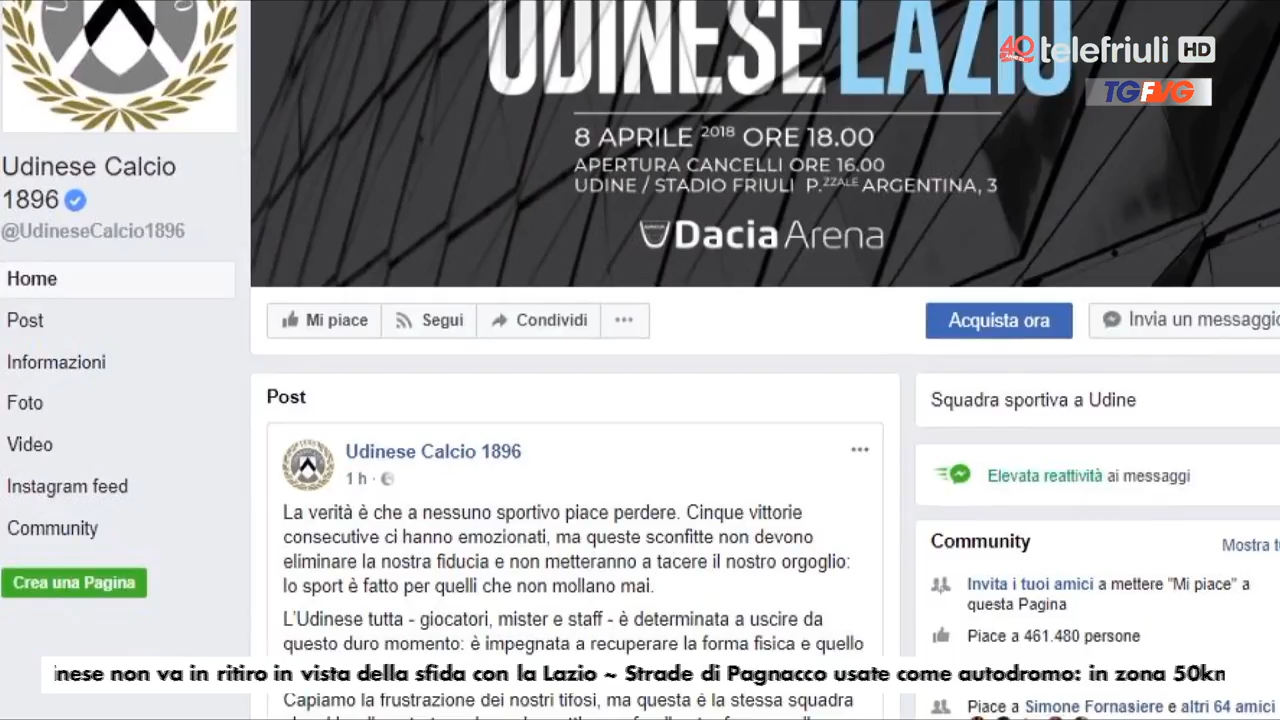 UDINESELAZIO
40 telefriuli HD
TGFVG
8 APRILE 2018 ORE 18.00
APERTURA CANCELLI ORE 16.00
UDINE / STADIO FRIULI P.ZZALE ARGENTINA, 3
Dacia Arena
Udinese Calcio
1896
@UdineseCalcio1896
Home
Post
Informazioni
Foto
Video
Instagram feed
Community
Crea una Pagina
Mi piace
Segui
Condividi
Acquista ora
Invia un messaggio
Post
Udinese Calcio 1896
1 h
La verità è che a nessuno sportivo piace perdere. Cinque vittorie
consecutive ci hanno emozionati, ma queste sconfitte non devono
eliminare la nostra fiducia e non metteranno a tacere il nostro orgoglio:
lo sport è fatto per quelli che non mollano mai.
L'Udinese tutta - giocatori, mister e staff - è determinata a uscire da
questo duro momento: è impegnata a recuperare la forma fisica e quello
Capiamo la frustrazione dei nostri tifosi, ma questa è la stessa squadra
Squadra sportiva a Udine
Elevata reattività ai messaggi
Community
Mostra tu
Invita i tuoi amici a mettere "Mi piace" a
questa Pagina
Piace a 461.480 persone
Piace a Simone Fornasiere e altri 64 amici
inese non va in ritiro in vista della sfida con la Lazio ~ Strade di Pagnacco usate come autodromo: in zona 50km